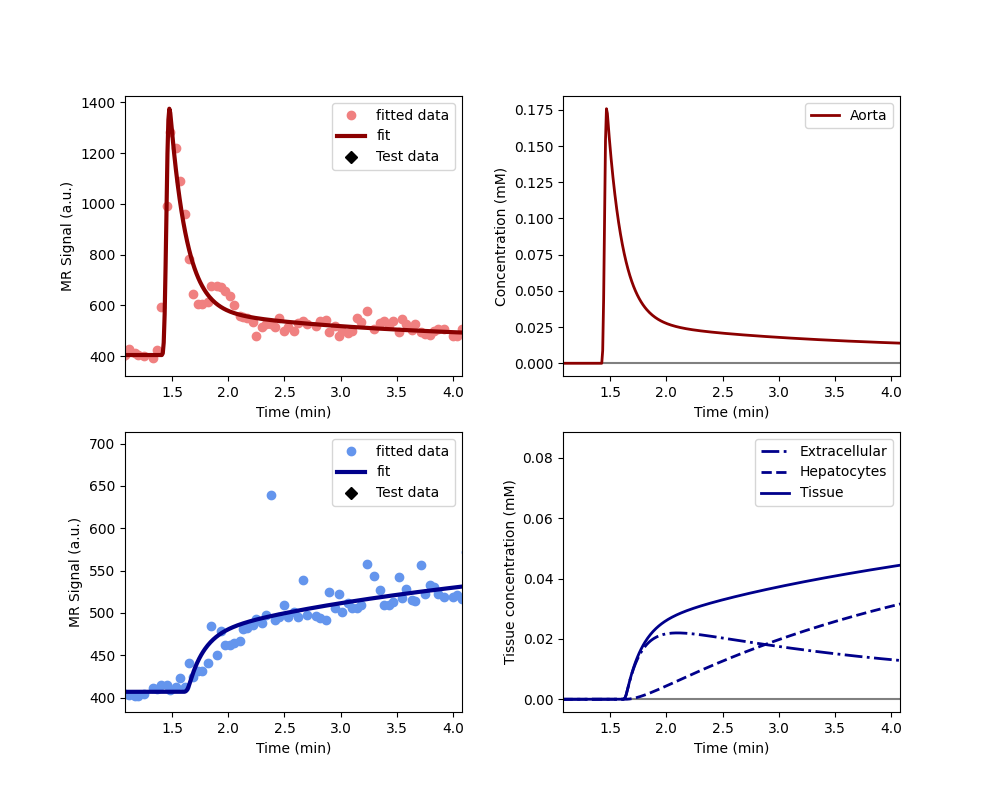 1400
1200
1000
800
600
400
MR Signal (a.u.)
fitted data
fit
Test data
1.5 2.0 2.5 3.0 3.5 4.0
Time (min)
0.175
0.150
0.125
0.100
0.075
0.050
0.025
0.000
Concentration (mM)
Aorta
1.5 2.0 2.5 3.0 3.5 4.0
Time (min)
700
650
600
550
500
450
400
MR Signal (a.u.)
fitted data
fit
Test data
1.5 2.0 2.5 3.0 3.5 4.0
Time (min)
0.08
0.06
0.04
0.02
0.00
Tissue concentration (mM)
Extracellular
Hepatocytes
Tissue
1.5 2.0 2.5 3.0 3.5 4.0
Time (min)